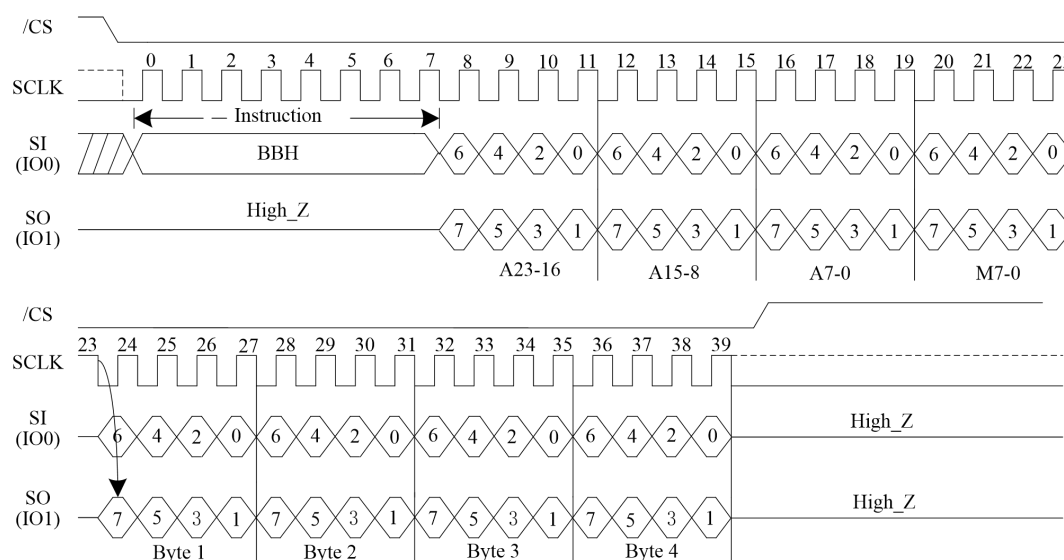 /CS
0 1 2 3 4 5 6 7 8 9 10 11 12 13 14 15 16 17 18 19 20 21 22 2
SCLK
Instruction
SI
(IO0)
BBH 6 4 2 0 6 4 2 0 6 4 2 0 6 4 2 0
High_Z
SO
(IO1)
7 5 3 1 7 5 3 1 7 5 3 1 7 5 3 1
A23-16 A15-8 A7-0 M7-0
/CS
23 24 25 26 27 28 29 30 31 32 33 34 35 36 37 38 39
SCLK
SI
(IO0)
6 4 2 0 6 4 2 0 6 4 2 0 6 4 2 0 High_Z
SO
(IO1)
7 5 3 1 7 5 3 1 7 5 3 1 7 5 3 1 High_Z
Byte 1 Byte 2 Byte 3 Byte 4